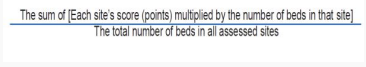 The sum of [Each site's score (points) multiplied by the number of beds in that site]
The total number of beds in all assessed sites